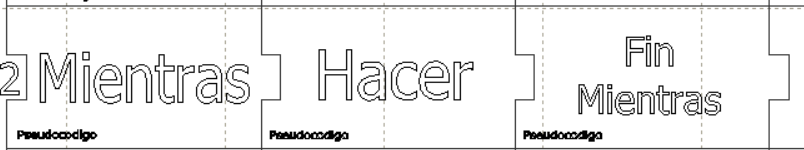 2 Mientras
Hacer
Fin
Mientras
Pseudocodigo
Pseudocodigo
Pseudocodigo